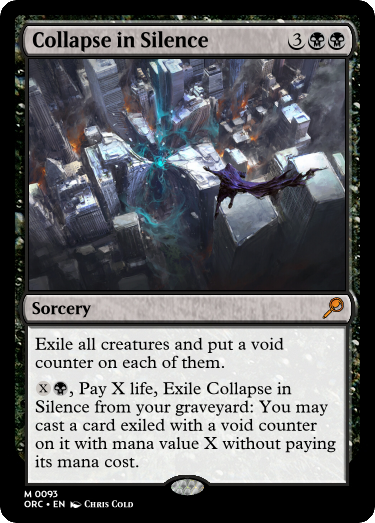 Collapse in Silence 3
Sorcery
Exile all creatures and put a void
counter on each of them.
X, Pay X life, Exile Collapse in
Silence from your graveyard: You may
cast a card exiled with a void counter
on it with mana value X without paying
its mana cost.
M 0093
ORC • EN Chris Cold